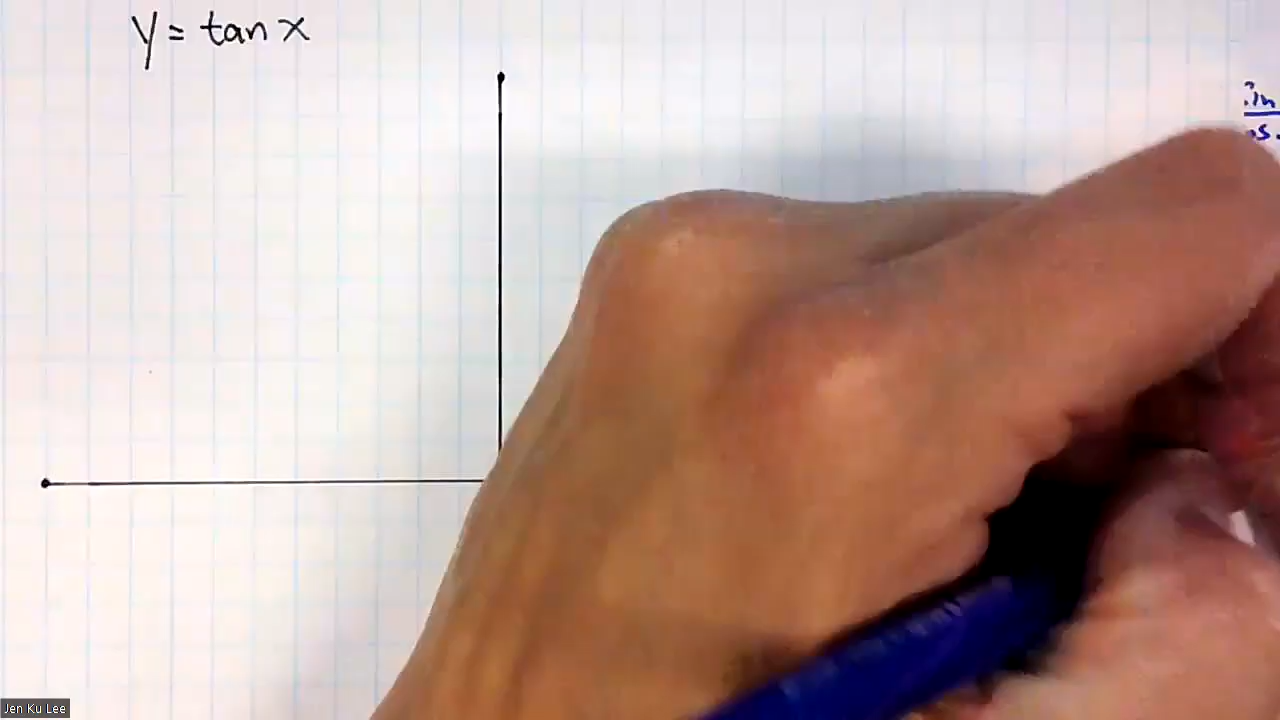 y = tan x
Jen Ku Lee